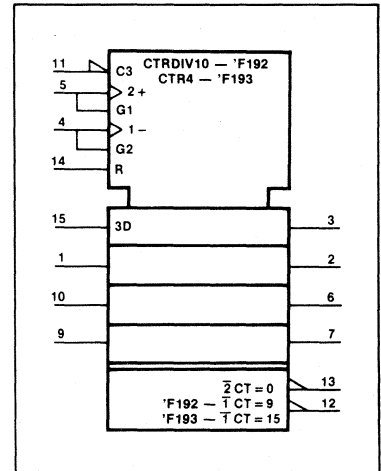 CTRDIV10 — 'F192
CTR4 — 'F193
11 C3
5 2+
G1
4 1−
G2
14 R
15 3D 3
1 2
10 6
9 7
2̅ CT = 0 13
'F192 — 1̅ CT = 9 12
'F193 — 1̅ CT = 15